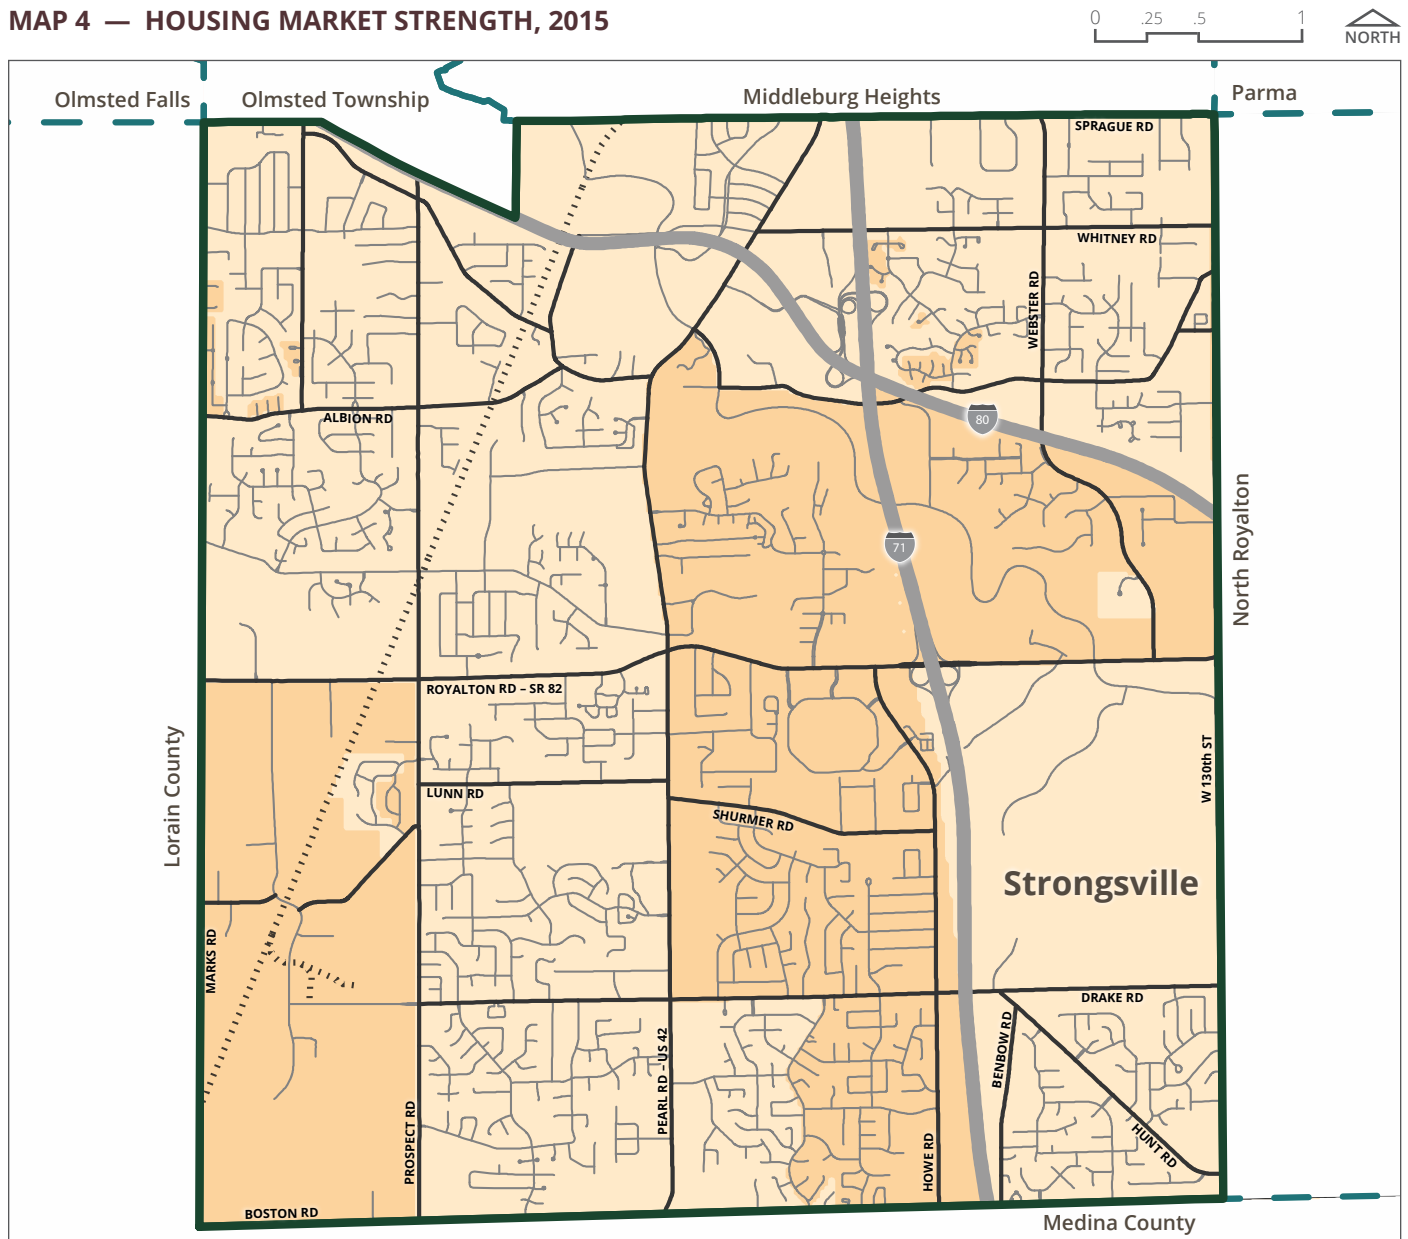 MAP 4 — HOUSING MARKET STRENGTH, 2015
0 .25 .5 1
NORTH
Olmsted Falls
Olmsted Township
Middleburg Heights
Parma
SPRAGUE RD
WHITNEY RD
WEBSTER RD
ALBION RD
80
71
North Royalton
ROYALTON RD – SR 82
Lorain County
W 130th ST
LUNN RD
SHURMER RD
Strongsville
MARKS RD
DRAKE RD
BENBOW RD
PEARL RD – US 42
PROSPECT RD
HOWE RD
HUNT RD
BOSTON RD
Medina County